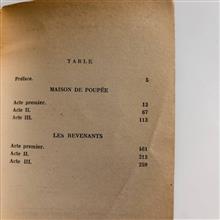 TABLE
Préface. 5
MAISON DE POUPÉE
Acte premier. 13
Acte II. 67
Acte III. 113
LES REVENANTS
Acte premier. 161
Acte II. 213
Acte III. 259